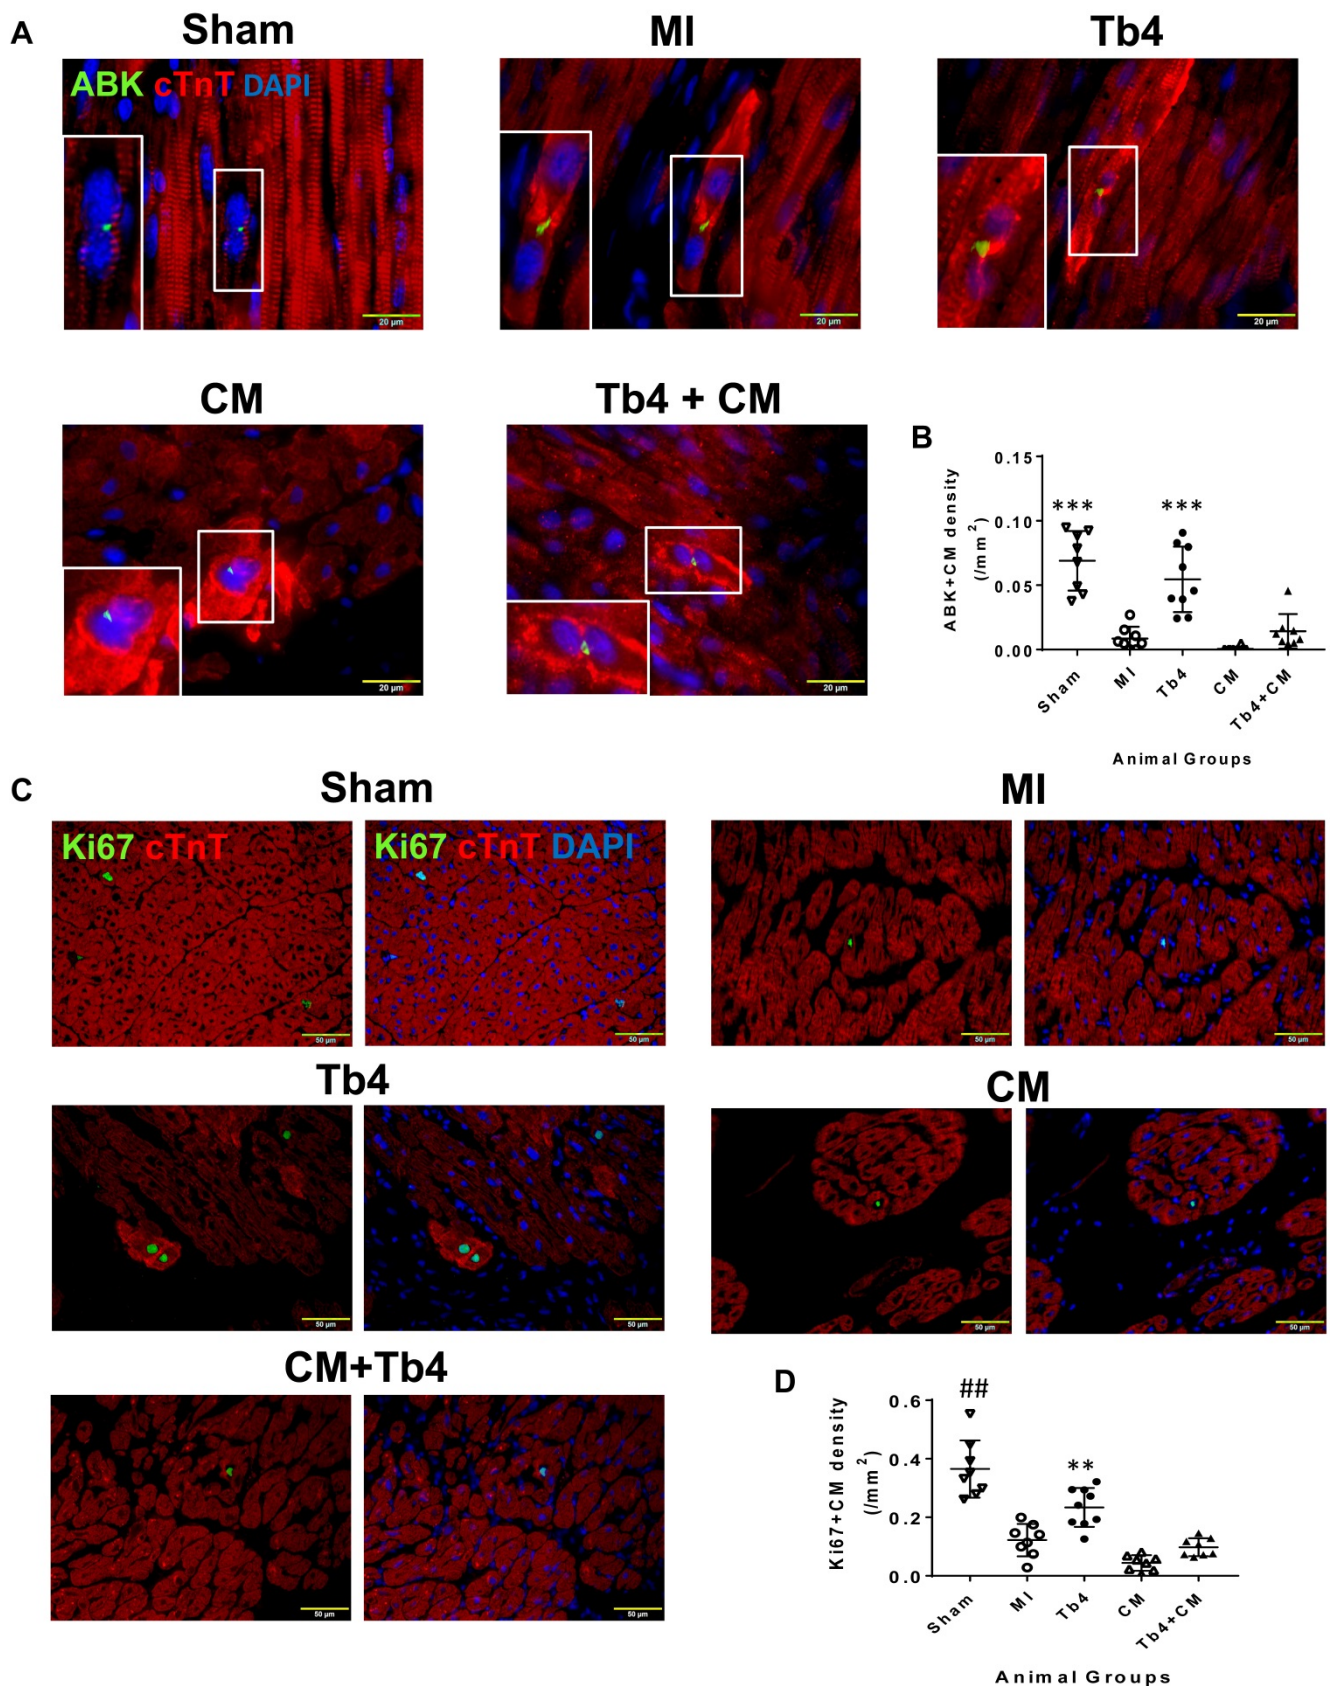 A
Sham
MI
Tb4
ABK cTnT DAPI
20 µm
20 µm
20 µm
CM
Tb4 + CM
20 µm
20 µm
B
ABK+CM density
(/mm²)
0.15
0.10
0.05
0.00
***
***
Sham
MI
Tb4
CM
Tb4+CM
Animal Groups
C
Sham
MI
Ki67 cTnT
Ki67 cTnT DAPI
50 µm
50 µm
50 µm
50 µm
Tb4
CM
50 µm
50 µm
50 µm
50 µm
CM+Tb4
50 µm
50 µm
D
Ki67+CM density
(/mm²)
0.6
0.4
0.2
0.0
##
**
Sham
MI
Tb4
CM
Tb4+CM
Animal Groups